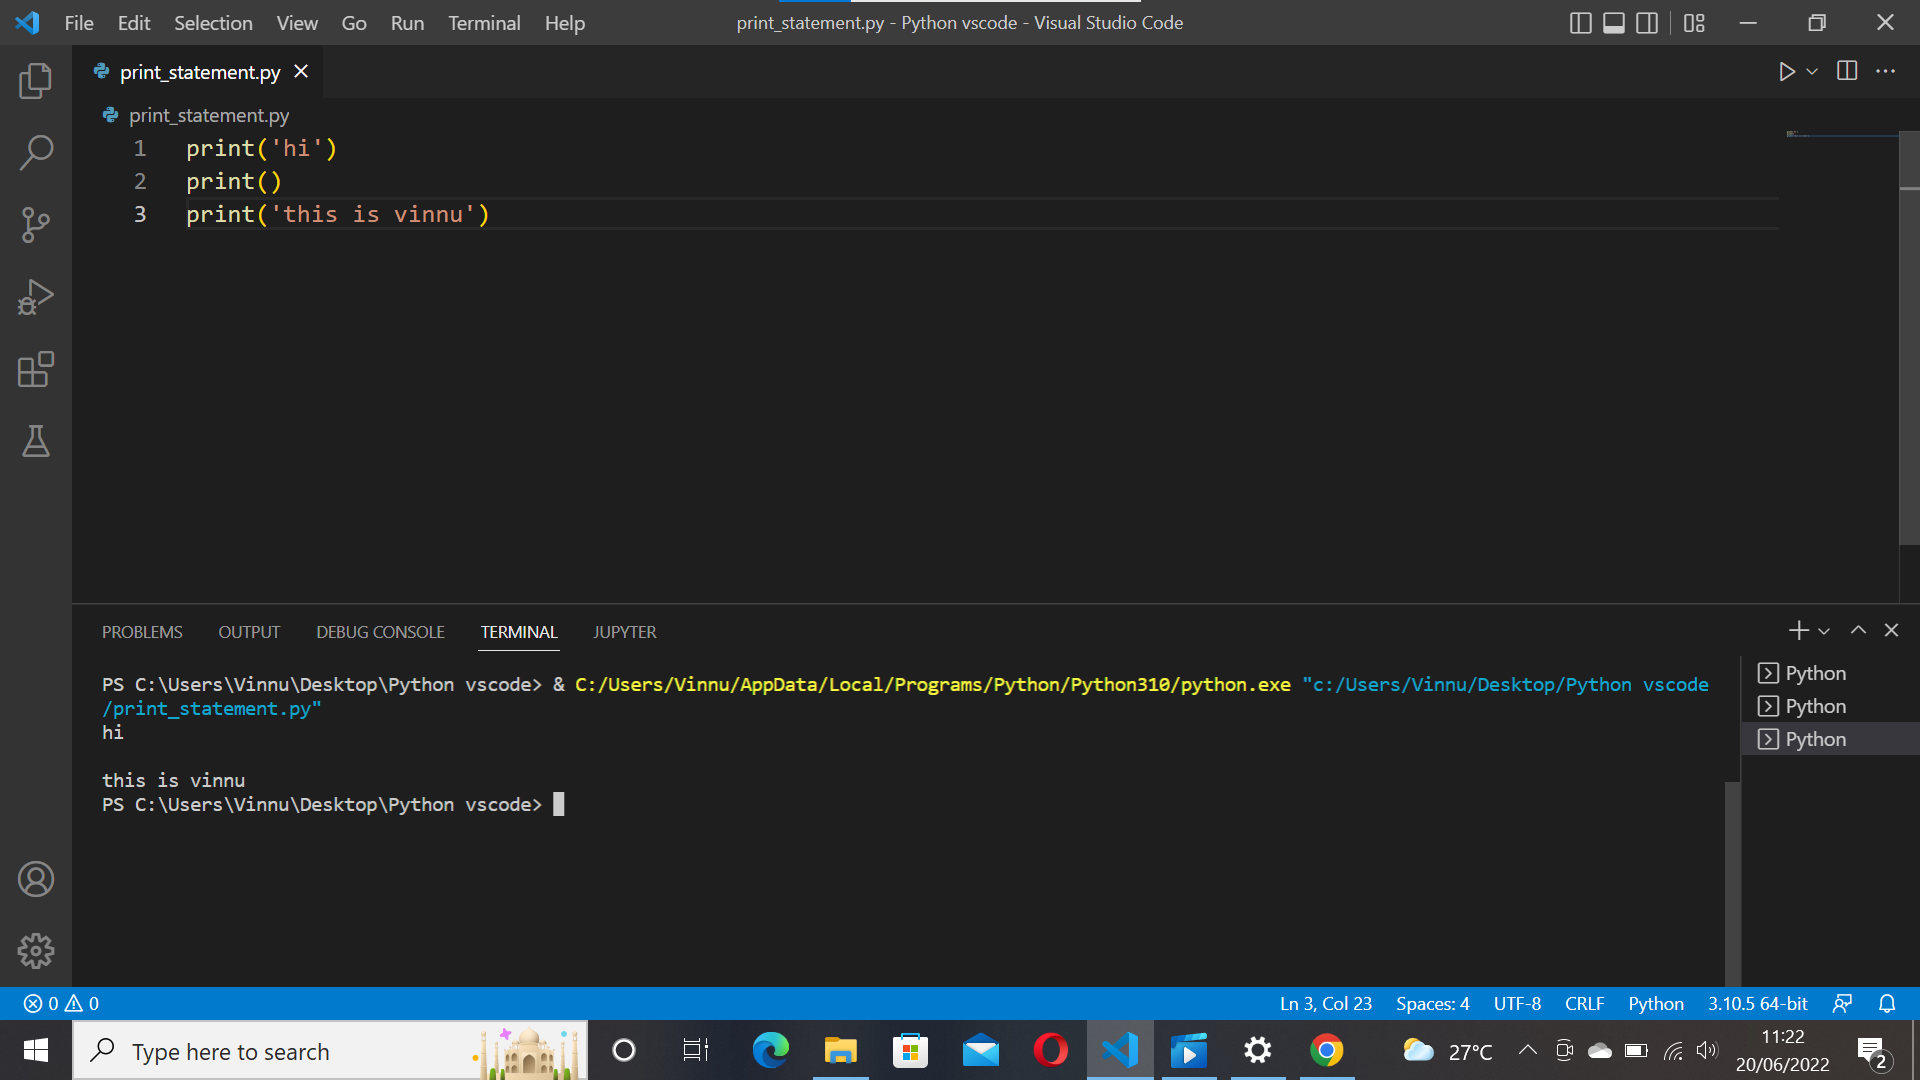 File Edit Selection View Go Run Terminal Help print_statement.py - Python vscode - Visual Studio Code
print_statement.py
print_statement.py
1 print('hi')
2 print()
3 print('this is vinnu')
PROBLEMS OUTPUT DEBUG CONSOLE TERMINAL JUPYTER
PS C:\Users\Vinnu\Desktop\Python vscode> & C:/Users/Vinnu/AppData/Local/Programs/Python/Python310/python.exe "c:/Users/Vinnu/Desktop/Python vscode
/print_statement.py"
hi
this is vinnu
PS C:\Users\Vinnu\Desktop\Python vscode>
Python
Python
Python
0 0 Ln 3, Col 23 Spaces: 4 UTF-8 CRLF Python 3.10.5 64-bit
Type here to search 27°C 11:22
20/06/2022 2